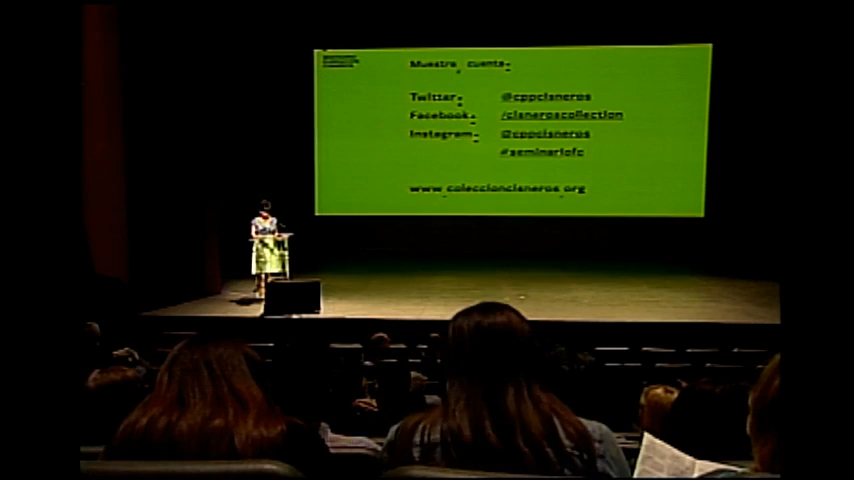 Muestra, cuenta:
Twitter: @cppcisneros
Facebook: /cisneroscollection
Instagram: @cppcisneros
#seminariofc
www.coleccioncisneros.org